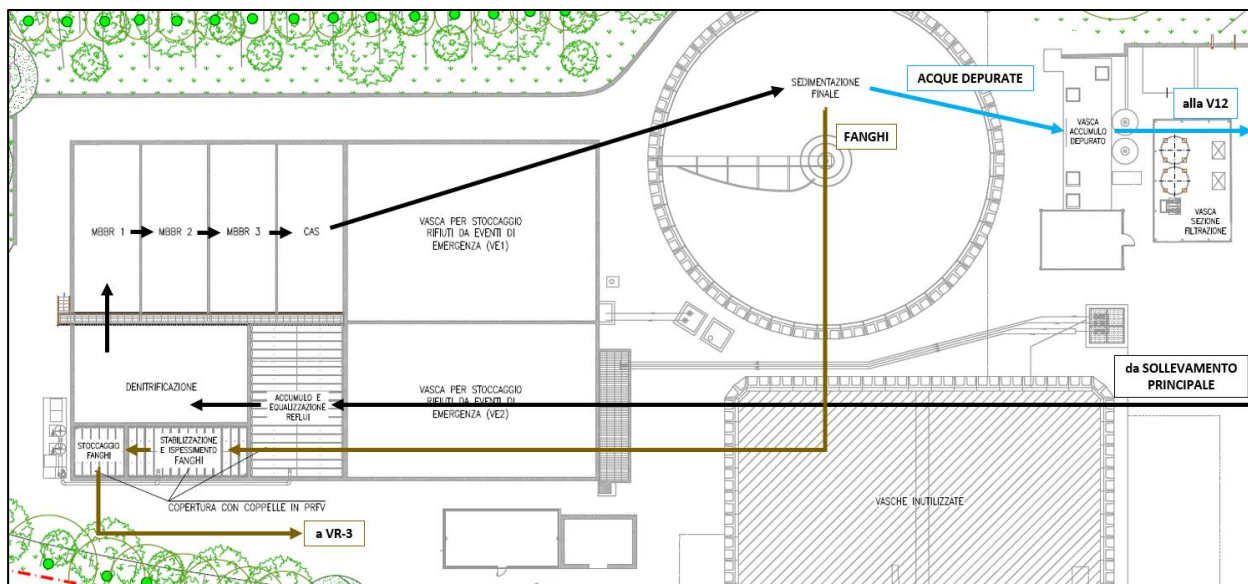 SEDIMENTAZIONE
FINALE
ACQUE DEPURATE
alla V12
VASCA
ACCUMULO
DEPURATO
FANGHI
VASCA
SEZIONE
FILTRAZIONE
MBBR 1
MBBR 2
MBBR 3
CAS
VASCA PER STOCCAGGIO
RIFIUTI DA EVENTI DI
EMERGENZA (VE1)
da SOLLEVAMENTO
PRINCIPALE
DENITRIFICAZIONE
ACCUMULO E
EQUALIZZAZIONE
REFLUI
VASCA PER STOCCAGGIO
RIFIUTI DA EVENTI DI
EMERGENZA (VE2)
STOCCAGGIO
FANGHI
STABILIZZAZIONE
E ISPESSIMENTO
FANGHI
COPERTURA CON COPPELLE IN PRFV
VASCHE INUTILIZZATE
a VR-3